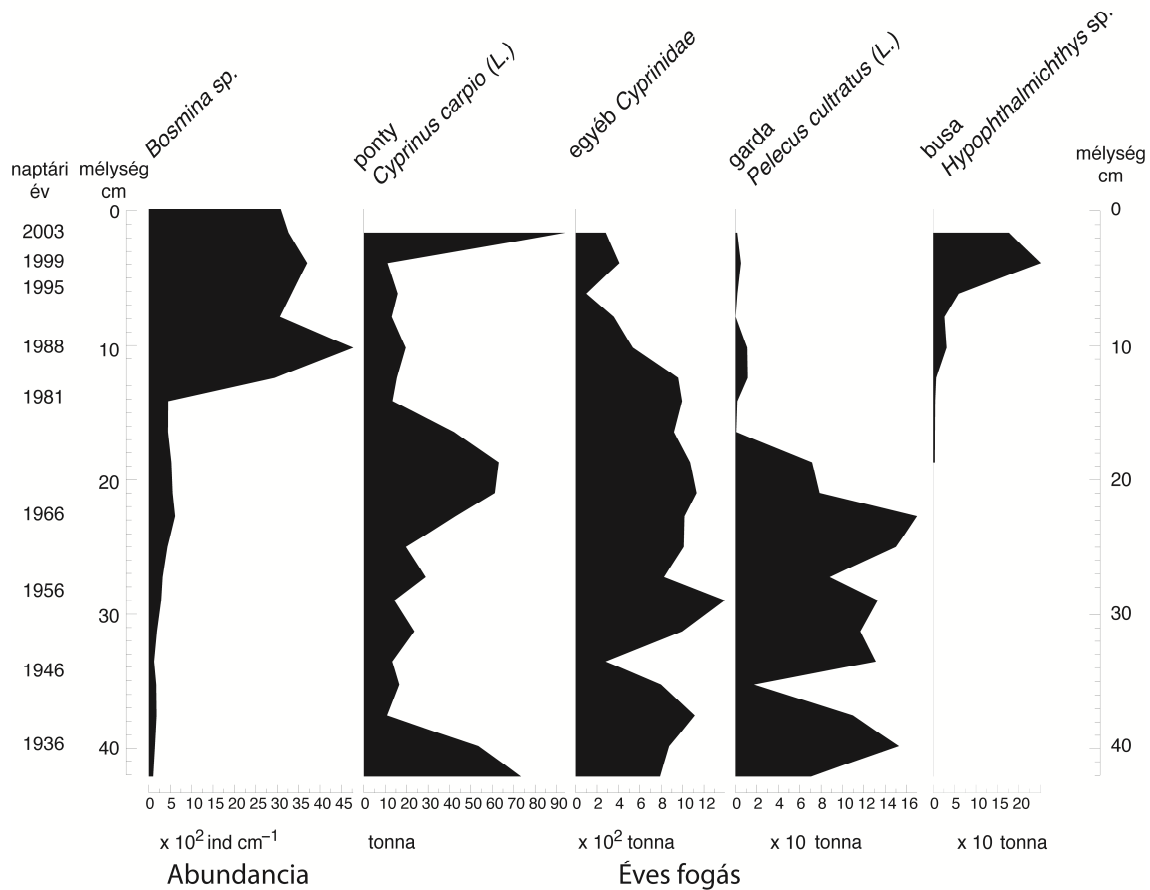 Bosmina sp.
ponty
Cyprinus carpio (L.)
egyéb Cyprinidae
garda
Pelecus cultratus (L.)
busa
Hypophthalmichthys sp.
naptári
év
mélység
cm
mélység
cm
2003
1999
1995
1988
1981
1966
1956
1946
1936
0
10
20
30
40
0
10
20
30
40
0 5 10 15 20 25 30 35 40 45
0 10 20 30 40 50 60 70 80 90
0 2 4 6 8 10 12
0 2 4 6 8 10 12 14 16
0 5 10 15 20
x 10² ind cm⁻¹
tonna
x 10² tonna
x 10 tonna
x 10 tonna
Abundancia
Éves fogás